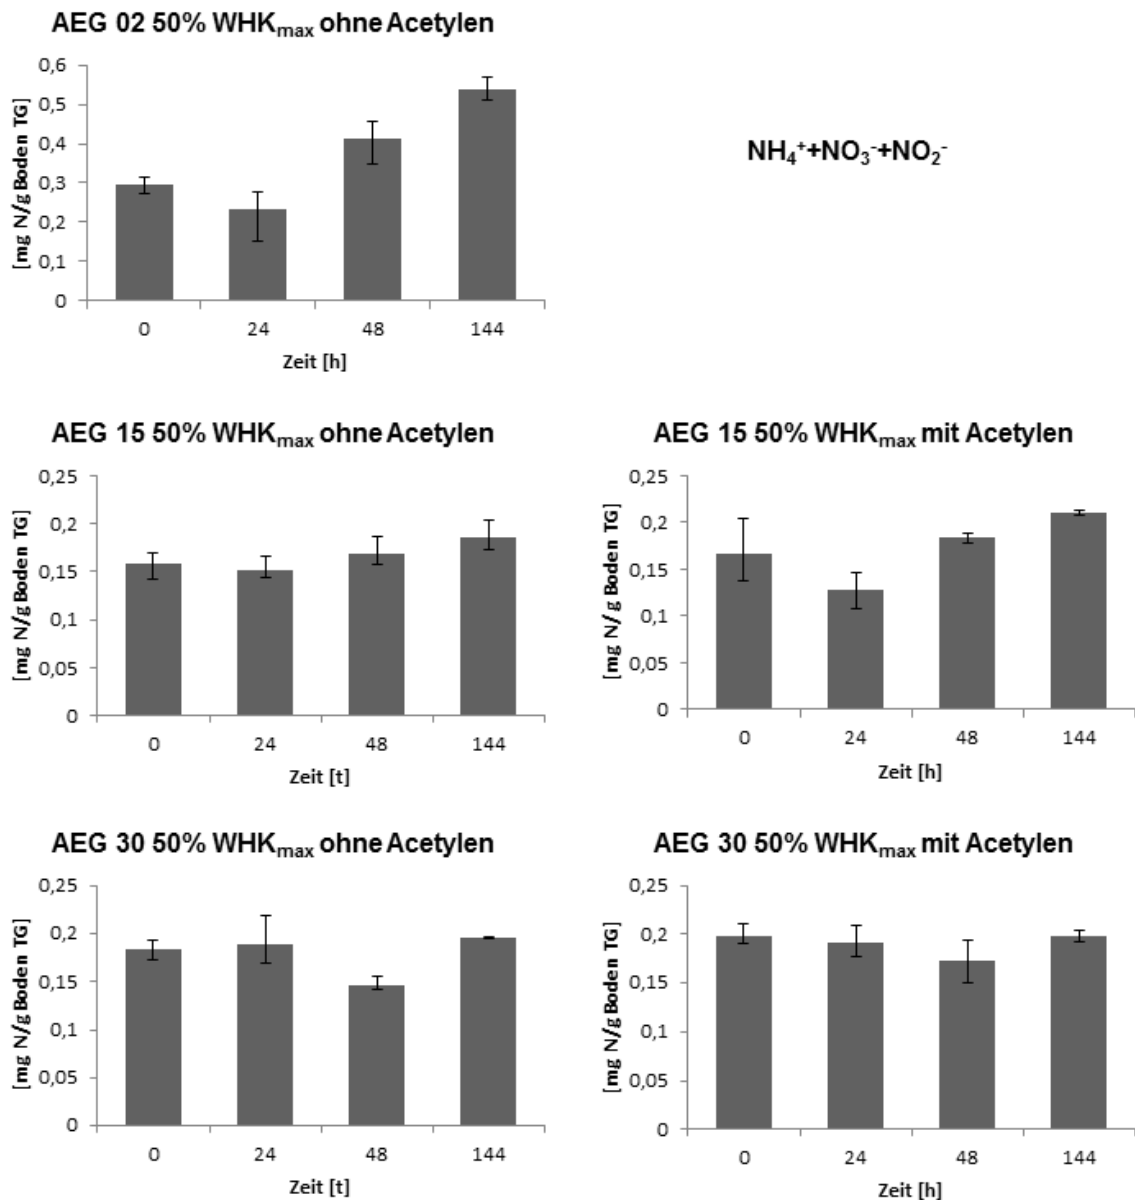 AEG 02 50% WHKmax ohne Acetylen
[mg N/g Boden TG]
0,6
0,5
0,4
0,3
0,2
0,1
0
0 24 48 144
Zeit [h]
NH₄⁺+NO₃⁻+NO₂⁻
AEG 15 50% WHKmax ohne Acetylen
[mg N/g Boden TG]
0,25
0,2
0,15
0,1
0,05
0
0 24 48 144
Zeit [t]
AEG 15 50% WHKmax mit Acetylen
[mg N/g Boden TG]
0,25
0,2
0,15
0,1
0,05
0
0 24 48 144
Zeit [h]
AEG 30 50% WHKmax ohne Acetylen
[mg N/g Boden TG]
0,25
0,2
0,15
0,1
0,05
0
0 24 48 144
Zeit [t]
AEG 30 50% WHKmax mit Acetylen
[mg N/g Boden TG]
0,25
0,2
0,15
0,1
0,05
0
0 24 48 144
Zeit [h]